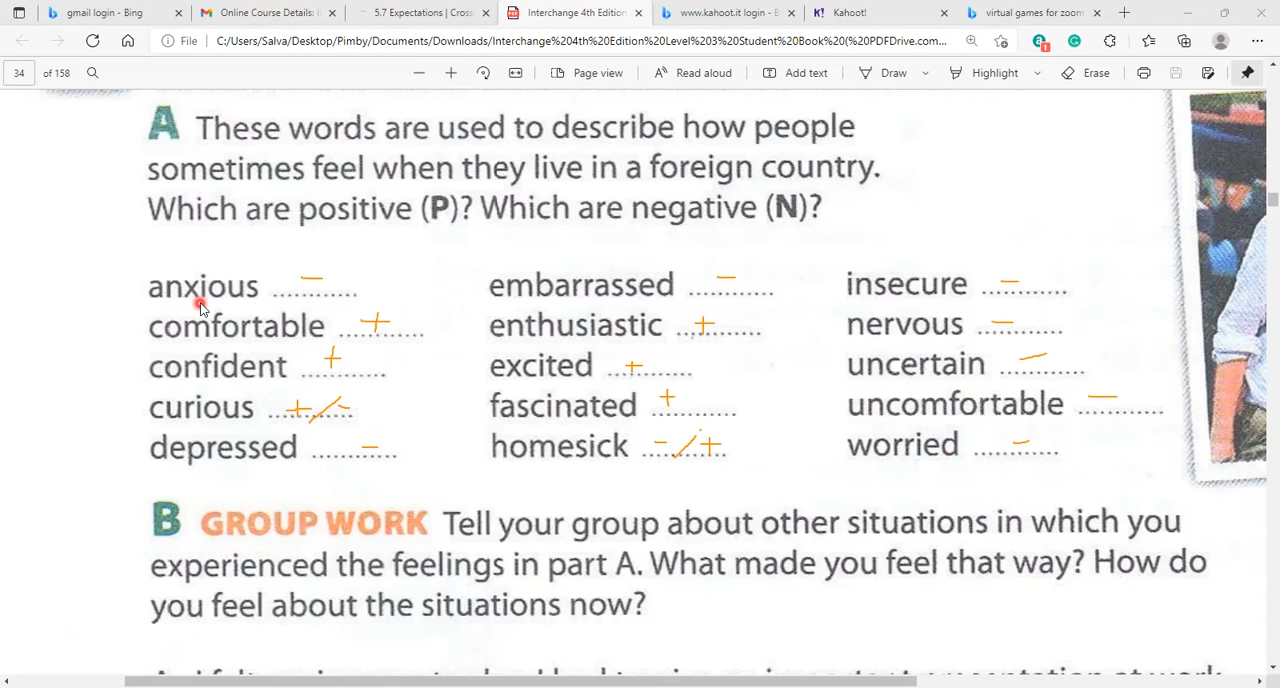 gmail login - Bing
Online Course Details:
5.7 Expectations | Cross
Interchange 4th Edition
www.kahoot.it login - B
Kahoot!
virtual games for zoom
File
C:/Users/Salva/Desktop/Pimby/Documents/Downloads/Interchange%204th%20Edition%20Level%203%20Student%20Book%20(%20PDFDrive.com...
34 of 158
Page view
Read aloud
Add text
Draw
Highlight
Erase
A These words are used to describe how people
sometimes feel when they live in a foreign country.
Which are positive (P)? Which are negative (N)?
anxious ............ −
comfortable ............ +
confident ............ +
curious ............ + / −
depressed ............ −
embarrassed ............ −
enthusiastic ............ +
excited ............ +
fascinated ............ +
homesick ............ − / +
insecure ............ −
nervous ............ −
uncertain ............ −
uncomfortable ............ −
worried ............ −
B GROUP WORK Tell your group about other situations in which you
experienced the feelings in part A. What made you feel that way? How do
you feel about the situations now?